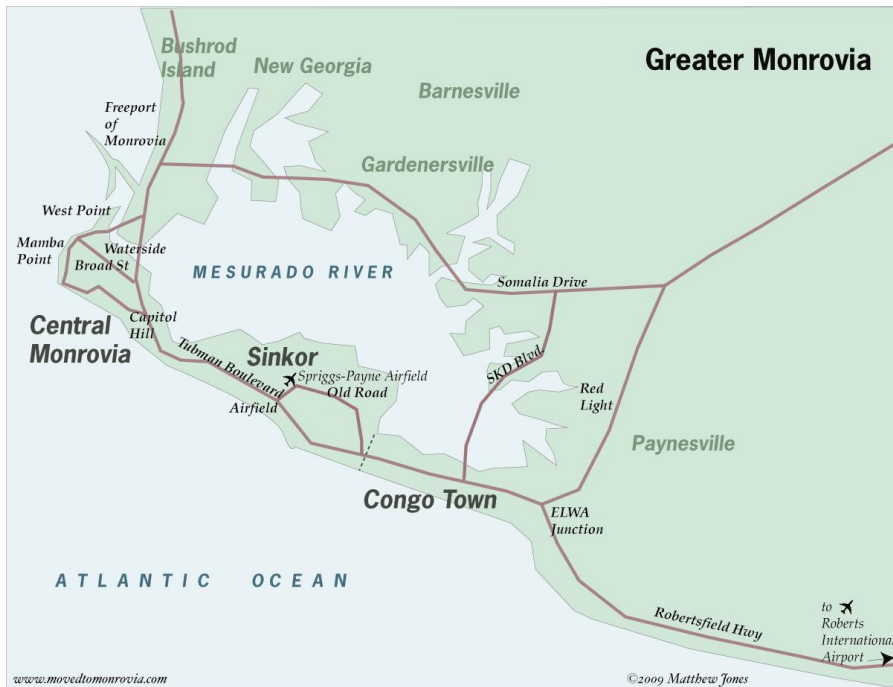 Greater Monrovia
Bushrod
Island
New Georgia
Barnesville
Freeport
of
Monrovia
Gardenersville
West Point
Mamba
Point
Waterside
Broad St
MESURADO RIVER
Somalia Drive
Central
Monrovia
Capitol
Hill
Tubman Boulevard
Sinkor
Spriggs-Payne Airfield
Old Road
Airfield
SKD Blvd.
Red
Light
Paynesville
Congo Town
ELWA
Junction
ATLANTIC OCEAN
Robertsfield Hwy
to
Roberts
International
Airport
www.movedtomonrovia.com
©2009 Matthew Jones